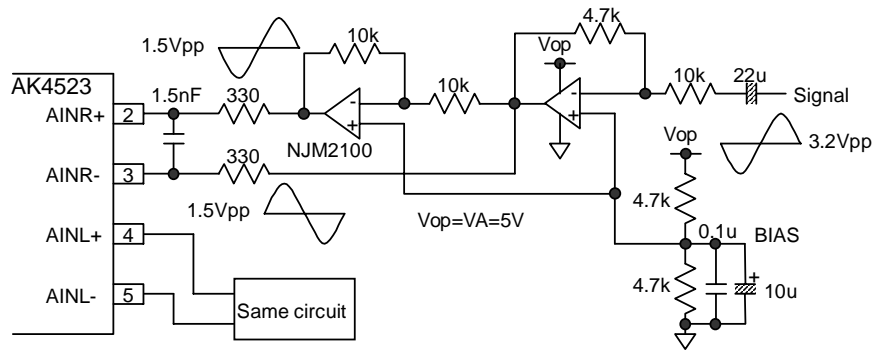 4.7k
10k
1.5Vpp
Vop
AK4523
1.5nF
330
10k
10k
22u
Signal
AINR+
2
-
+
-
+
NJM2100
Vop
3.2Vpp
AINR-
3
330
4.7k
1.5Vpp
Vop=VA=5V
AINL+
4
0.1u
BIAS
AINL-
5
Same circuit
4.7k
+
10u